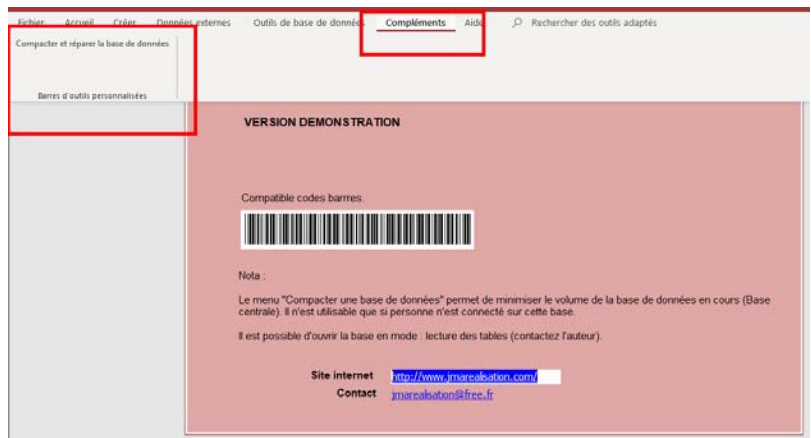 Fichier Accueil Créer Données externes Outils de base de données Compléments Aide Rechercher des outils adaptés
Compacter et réparer la base de données
Barres d'outils personnalisées
VERSION DEMONSTRATION
Compatible codes barrres.
Nota :
Le menu "Compacter une base de données" permet de minimiser le volume de la base de données en cours (Base
centrale). Il n'est utilisable que si personne n'est connecté sur cette base.
Il est possible d'ouvrir la base en mode : lecture des tables (contactez l'auteur).
Site internet http://www.jmarealisation.com/
Contact jmarealisation@free.fr